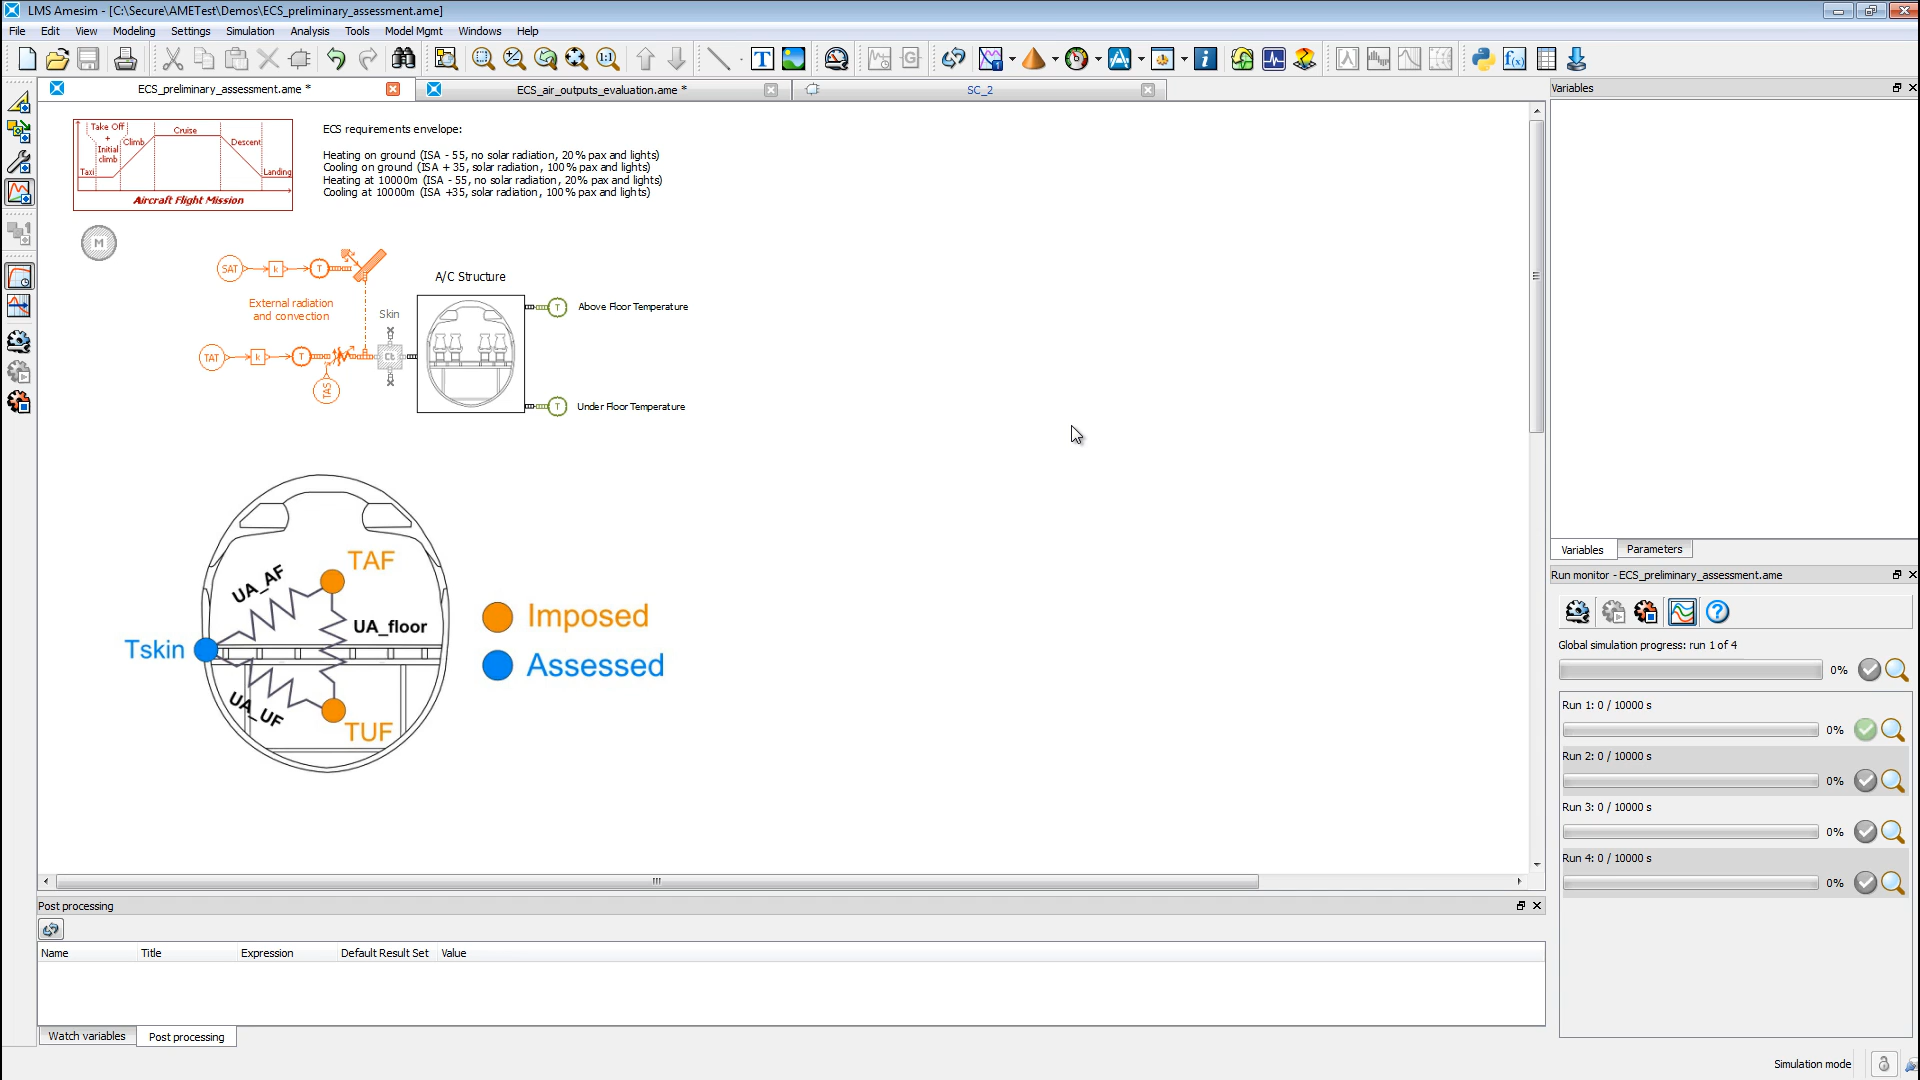 LMS Amesim - [C:\Secure\AMETest\Demos\ECS_preliminary_assessment.ame]
File Edit View Modeling Settings Simulation Analysis Tools Model Mgmt Windows Help
ECS_preliminary_assessment.ame *
ECS_air_outputs_evaluation.ame *
SC_2
Take Off
+
Initial
climb
Taxi
Climb
Cruise
Descent
Landing
Aircraft Flight Mission
ECS requirements envelope:
Heating on ground (ISA - 55, no solar radiation, 20% pax and lights)
Cooling on ground (ISA + 35, solar radiation, 100% pax and lights)
Heating at 10000m (ISA - 55, no solar radiation, 20% pax and lights)
Cooling at 10000m (ISA +35, solar radiation, 100% pax and lights)
M
SAT
k
T
External radiation
and convection
A/C Structure
Skin
T
Above Floor Temperature
TAT
k
T
Ct
TAS
T
Under Floor Temperature
TAF
UA_AF
UA_floor
Tskin
UA_UF
TUF
Imposed
Assessed
Variables
Variables
Parameters
Run monitor - ECS_preliminary_assessment.ame
Global simulation progress: run 1 of 4
0%
Run 1: 0 / 10000 s
0%
Run 2: 0 / 10000 s
0%
Run 3: 0 / 10000 s
0%
Run 4: 0 / 10000 s
0%
Post processing
Name Title Expression Default Result Set Value
Watch variables
Post processing
Simulation mode